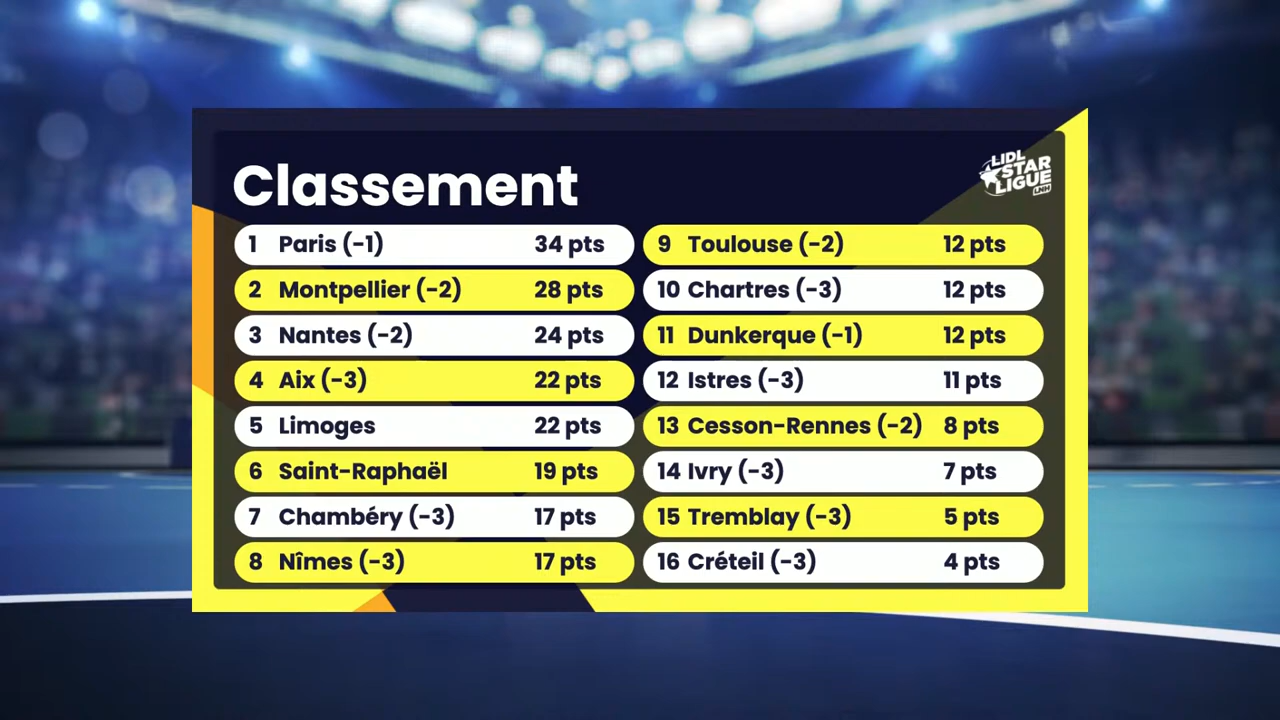 Classement
LIDL
STAR
LIGUE
LNH
1 Paris (-1) 34 pts
2 Montpellier (-2) 28 pts
3 Nantes (-2) 24 pts
4 Aix (-3) 22 pts
5 Limoges 22 pts
6 Saint-Raphaël 19 pts
7 Chambéry (-3) 17 pts
8 Nîmes (-3) 17 pts
9 Toulouse (-2) 12 pts
10 Chartres (-3) 12 pts
11 Dunkerque (-1) 12 pts
12 Istres (-3) 11 pts
13 Cesson-Rennes (-2) 8 pts
14 Ivry (-3) 7 pts
15 Tremblay (-3) 5 pts
16 Créteil (-3) 4 pts